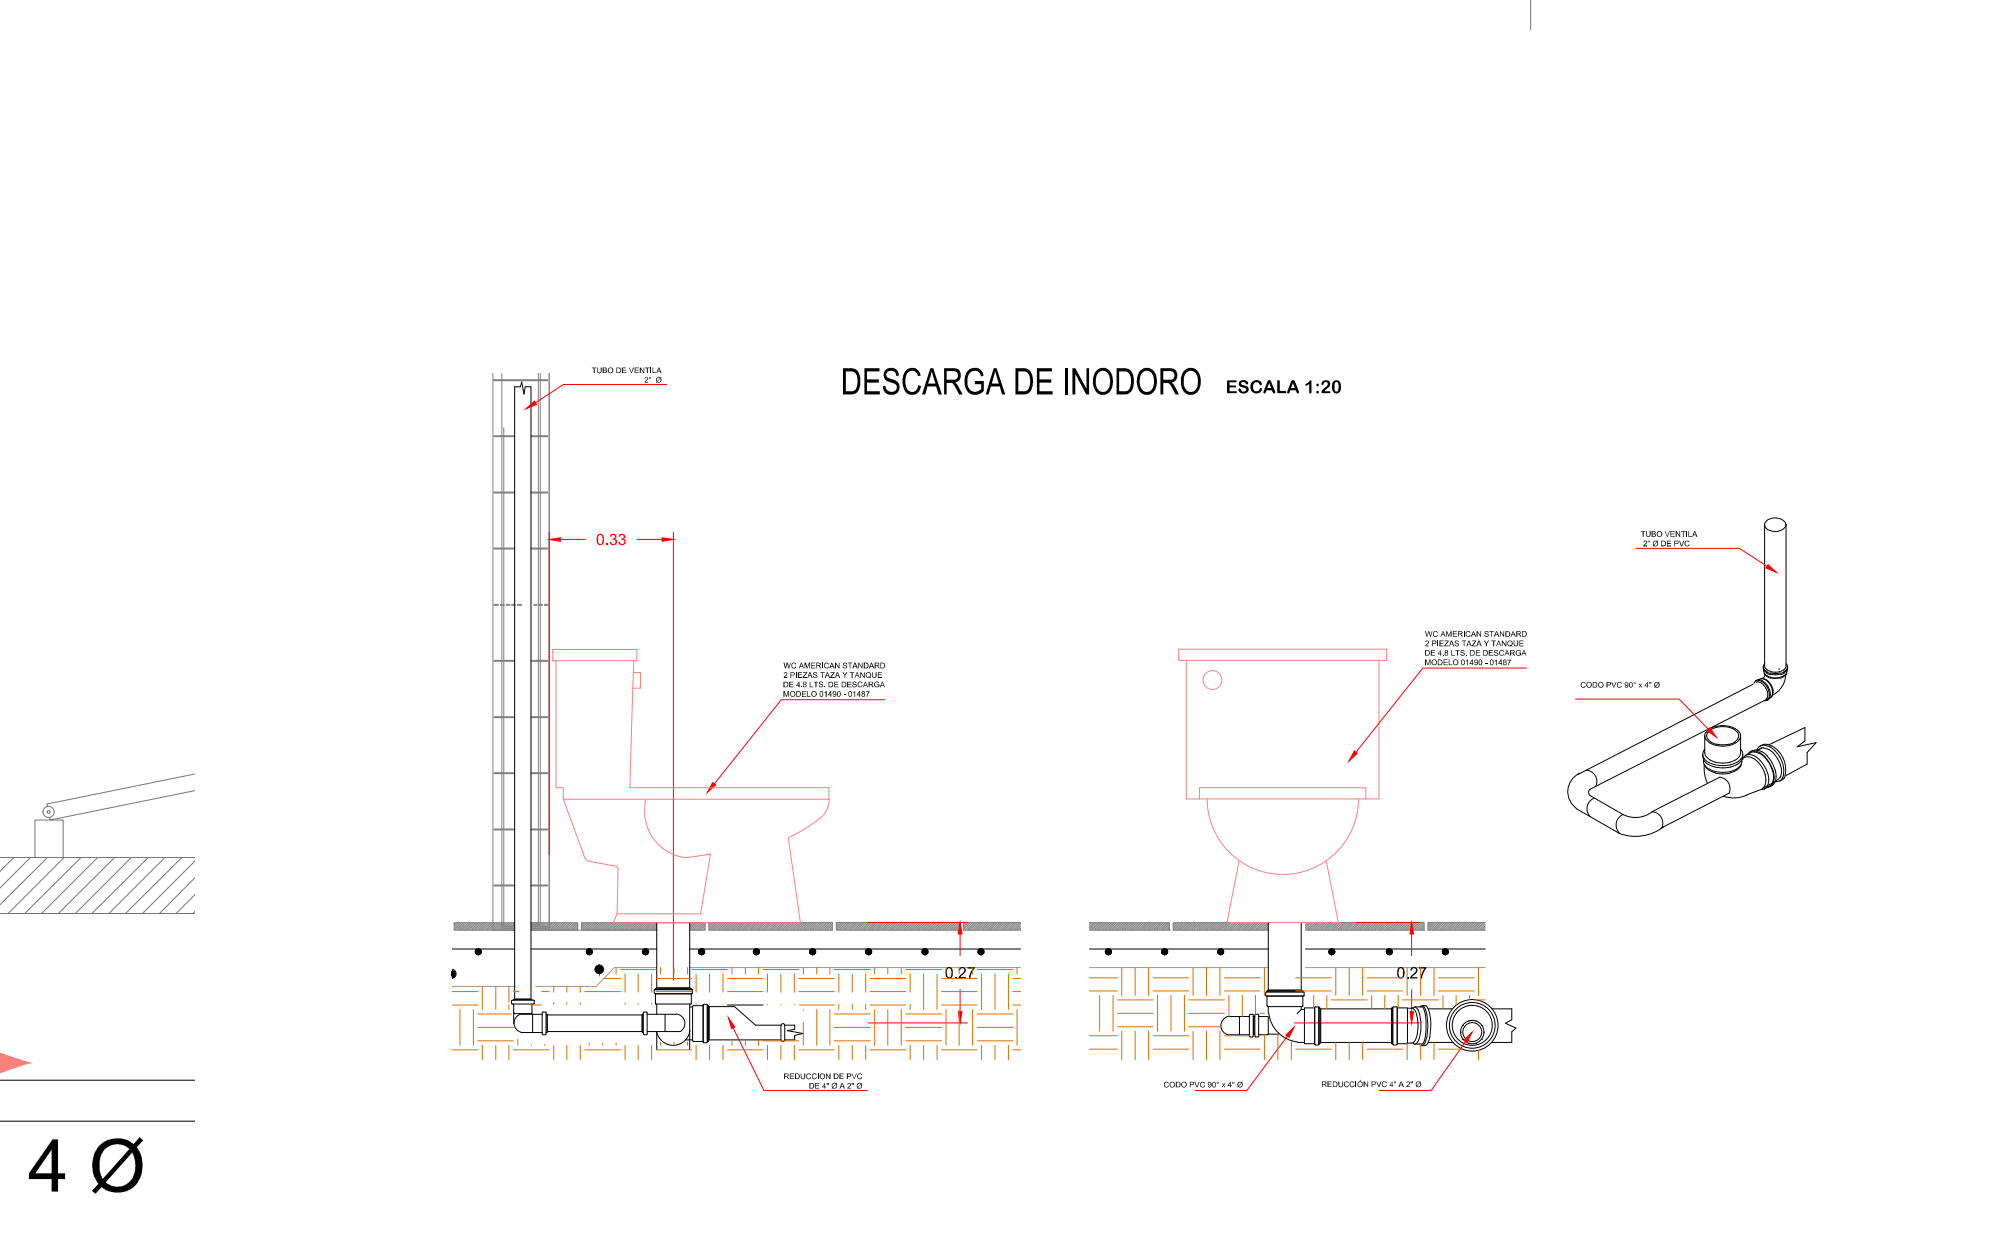 DESCARGA DE INODORO ESCALA 1:20
TUBO DE VENTILA
2" Ø
0.33
WC AMERICAN STANDARD
2 PIEZAS TAZA Y TANQUE
DE 4.8 LTS. DE DESCARGA
MODELO 01490 - 01487
0.27
REDUCCION DE PVC
DE 4" Ø A 2" Ø
WC AMERICAN STANDARD
2 PIEZAS TAZA Y TANQUE
DE 4.8 LTS. DE DESCARGA
MODELO 01490 - 01487
0.27
CODO PVC 90° x 4" Ø
REDUCCIÓN PVC 4" A 2" Ø
TUBO VENTILA
2" Ø DE PVC
CODO PVC 90° x 4" Ø
4 Ø